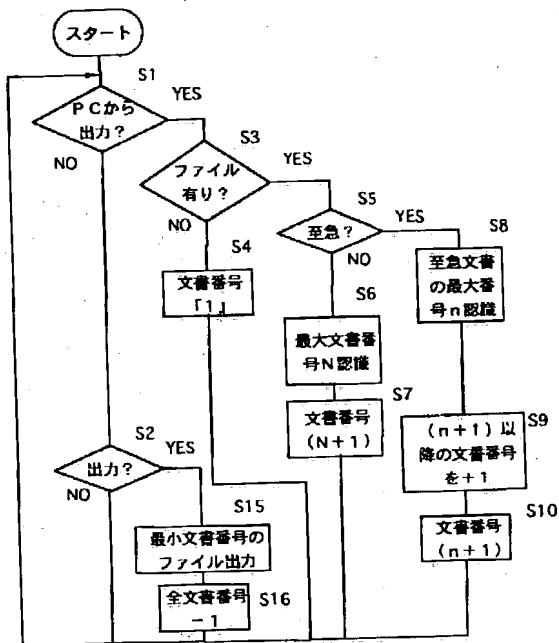 スタート
S1
PCから
出力?
YES
NO
S3
ファイル
有り?
YES
NO
S5
至急?
YES
NO
S8
至急文書
の最大番
号n認識
S4
文書番号
「1」
S6
最大文書番
号N認識
S7
文書番号
(N+1)
S9
(n+1)以
降の文書番号
を+1
S10
文書番号
(n+1)
S2
出力?
YES
NO
S15
最小文書番号の
ファイル出力
S16
全文書番号
-1